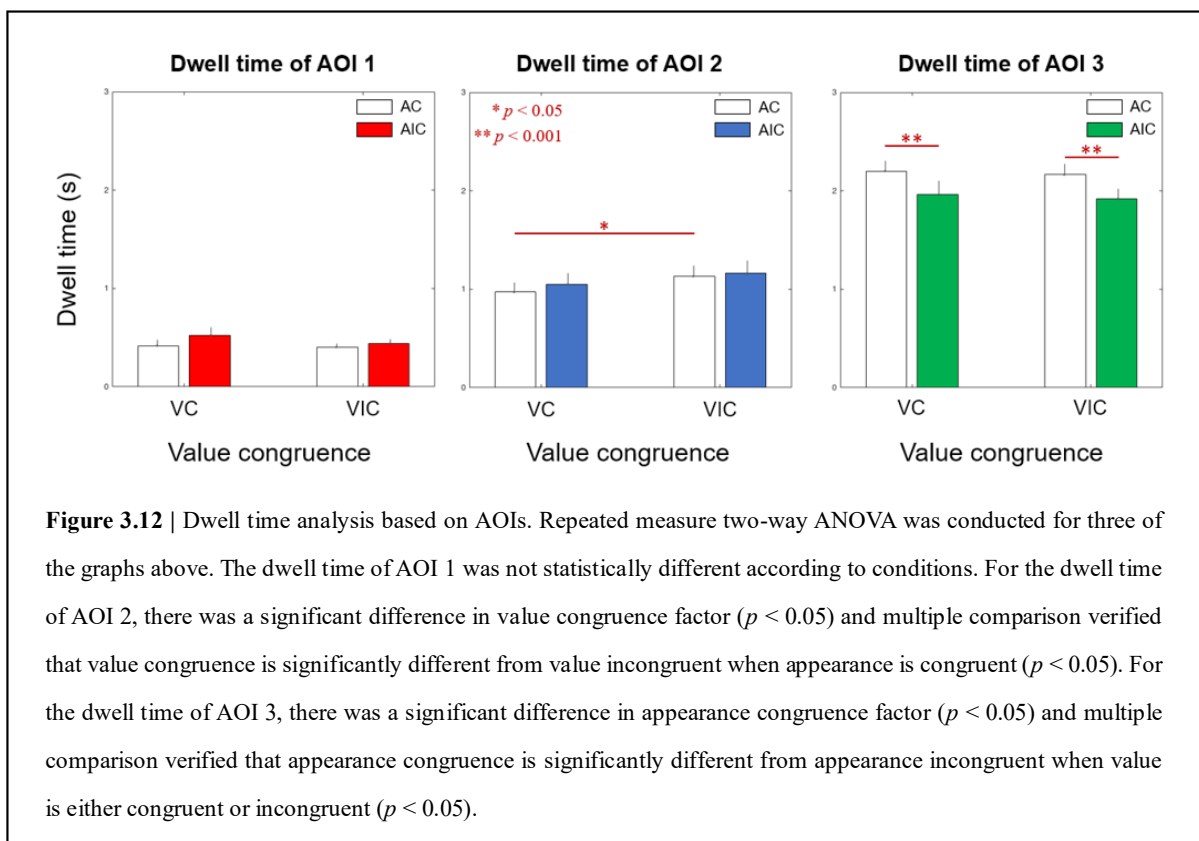 Dwell time of AOI 1
Dwell time of AOI 2
Dwell time of AOI 3
Dwell time (s)
3
2
1
0
AC
AIC
VC
VIC
Value congruence
3
2
1
0
* p < 0.05
** p < 0.001
AC
AIC
*
VC
VIC
Value congruence
3
2
1
0
AC
AIC
**
**
VC
VIC
Value congruence
Figure 3.12 | Dwell time analysis based on AOIs. Repeated measure two-way ANOVA was conducted for three of
the graphs above. The dwell time of AOI 1 was not statistically different according to conditions. For the dwell time
of AOI 2, there was a significant difference in value congruence factor (p < 0.05) and multiple comparison verified
that value congruence is significantly different from value incongruent when appearance is congruent (p < 0.05). For
the dwell time of AOI 3, there was a significant difference in appearance congruence factor (p < 0.05) and multiple
comparison verified that appearance congruence is significantly different from appearance incongruent when value
is either congruent or incongruent (p < 0.05).